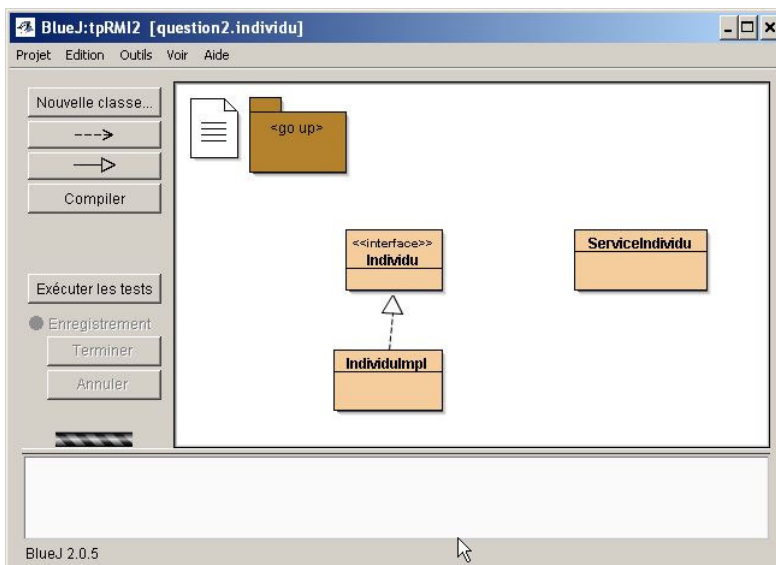 BlueJ:tpRMI2 [question2.individu]
Projet Edition Outils Voir Aide
Nouvelle classe...
Compiler
Exécuter les tests
Enregistrement
Terminer
Annuler
<go up>
<<interface>>
Individu
ServiceIndividu
IndividuImpl
BlueJ 2.0.5